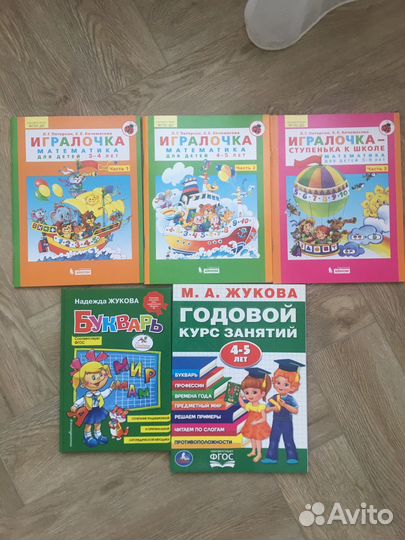 Л.Г. Петерсон, Е.Е. Кочемасова
ИГРАЛОЧКА
МАТЕМАТИКА
ДЛЯ ДЕТЕЙ 3-4 ЛЕТ
Часть 1
Л.Г. Петерсон, Е.Е. Кочемасова
ИГРАЛОЧКА
МАТЕМАТИКА
ДЛЯ ДЕТЕЙ 4-5 ЛЕТ
Часть 2
Л.Г. Петерсон, Е.Е. Кочемасова
ИГРАЛОЧКА –
СТУПЕНЬКА К ШКОЛЕ
МАТЕМАТИКА
Часть 3
Надежда ЖУКОВА
БУКВАРЬ
Соответствует
ФГОС
МИР
М. А. ЖУКОВА
ГОДОВОЙ
КУРС ЗАНЯТИЙ
4-5
ЛЕТ
БУКВАРЬ
ПРОФЕССИИ
ВРЕМЕНА ГОДА
ПРЕДМЕТНЫЙ МИР
РЕШАЕМ ПРИМЕРЫ
ЧИТАЕМ ПО СЛОГАМ
ПРОТИВОПОЛОЖНОСТИ
ФГОС
Avito